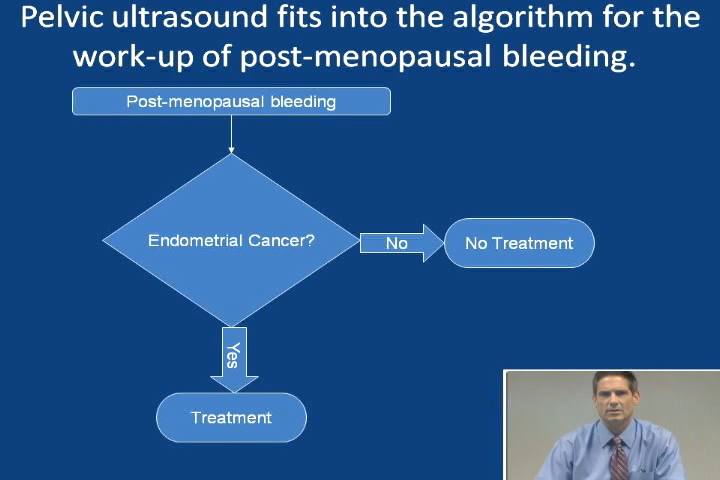 Pelvic ultrasound fits into the algorithm for the
work-up of post-menopausal bleeding.
Post-menopausal bleeding
Endometrial Cancer?
No
No Treatment
Yes
Treatment